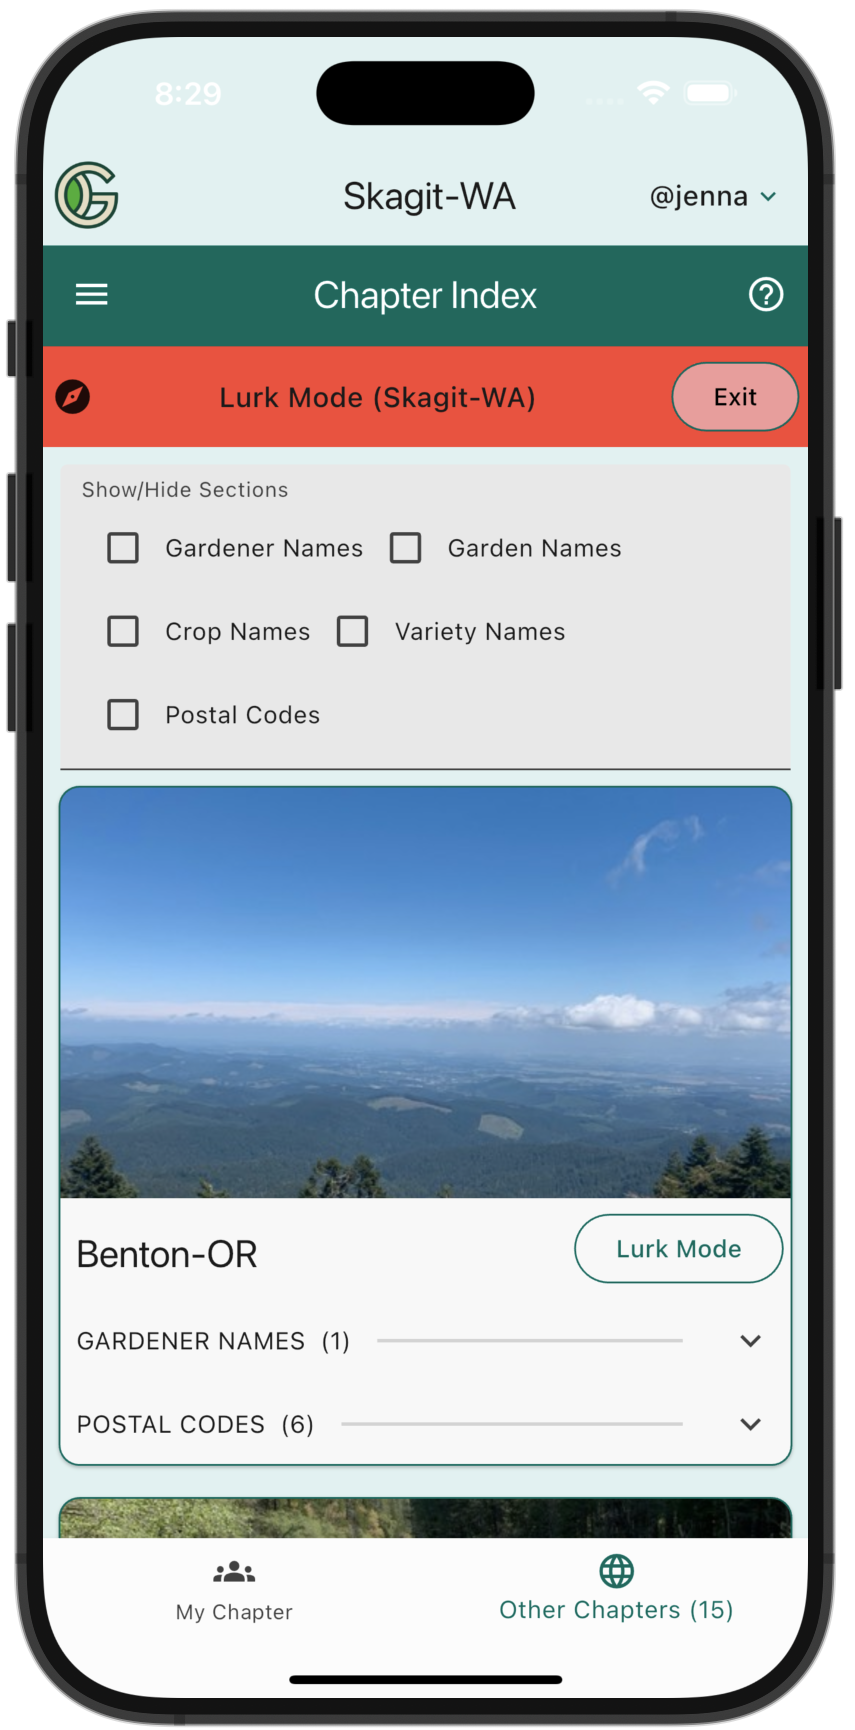 8:29
Skagit-WA
@jenna
Chapter Index
Lurk Mode (Skagit-WA)
Exit
Show/Hide Sections
Gardener Names
Garden Names
Crop Names
Variety Names
Postal Codes
Benton-OR
Lurk Mode
GARDENER NAMES (1)
POSTAL CODES (6)
My Chapter
Other Chapters (15)